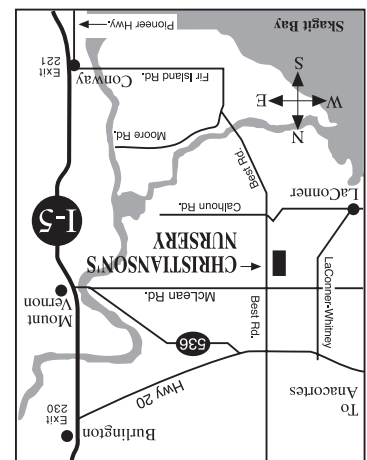 Burlington
Exit
230
To
Anacortes
Hwy 20
536
Mount
Vernon
McLean Rd.
Best Rd.
LaConner-Whitney
CHRISTIANSON'S
NURSERY
I-5
Calhoun Rd.
LaConner
Best Rd.
Moore Rd.
N
W
E
S
Fir Island Rd.
Conway
Exit
221
Pioneer Hwy.
Skagit Bay